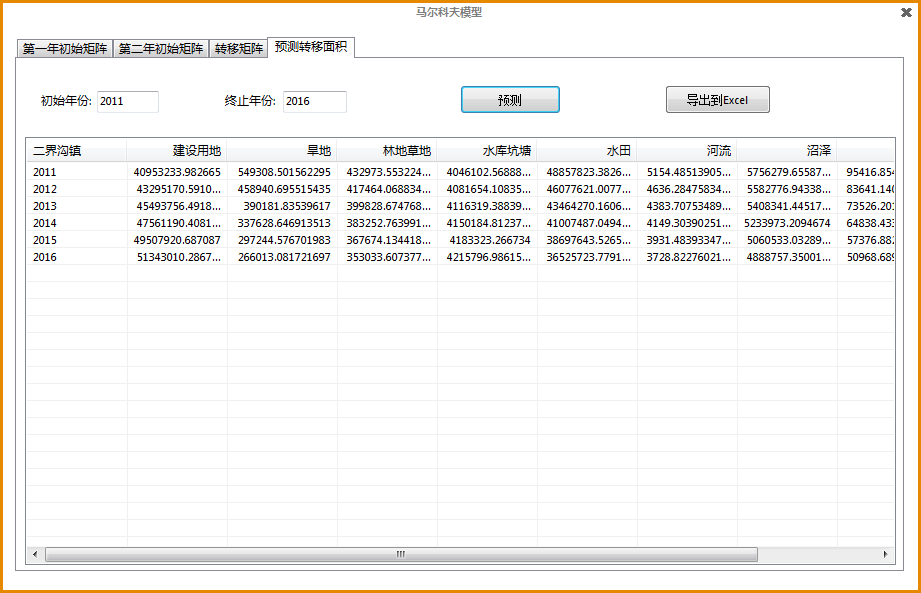 马尔科夫模型
第一年初始矩阵 第二年初始矩阵 转移矩阵 预测转移面积
初始年份: 2011 终止年份: 2016 预测 导出到Excel
二界沟镇 建设用地 旱地 林地草地 水库坑塘 水田 河流 沼泽
2011 40953233.982665 549308.501562295 432973.553224... 4046102.56888... 48857823.3826... 5154.48513905... 5756279.65587... 95416.854
2012 43295170.5910... 458940.695515435 417464.068834... 4081654.10835... 46077621.0077... 4636.28475834... 5582776.94338... 83641.140
2013 45493756.4918... 390181.83539617 399828.674768... 4116319.38839... 43464270.1606... 4383.70753489... 5408341.44517... 73526.201
2014 47561190.4081... 337628.646913513 383252.763991... 4150184.81237... 41007487.0494... 4149.30390251... 5233973.2094674 64838.433
2015 49507920.687087 297244.576701983 367674.134418... 4183323.266734 38697643.5265... 3931.48393347... 5060533.03289... 57376.882
2016 51343010.2867... 266013.081721697 353033.607377... 4215796.98615... 36525723.7791... 3728.82276021... 4888757.35001... 50968.689